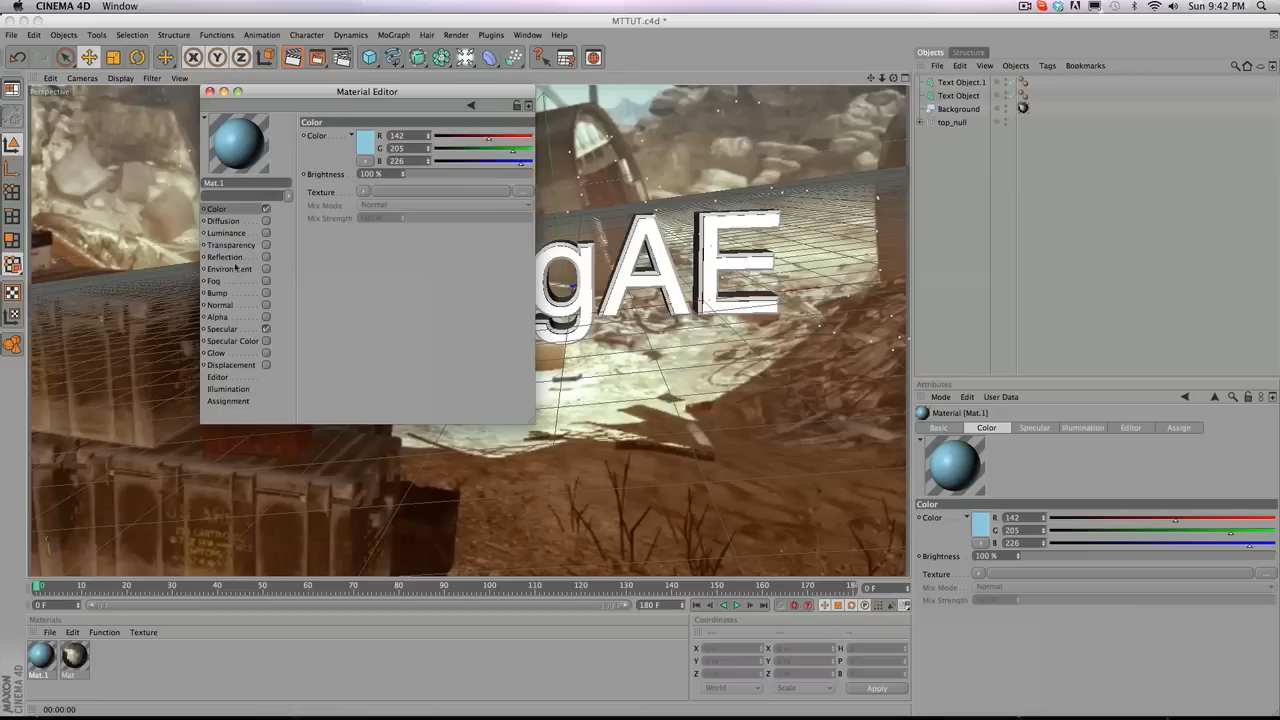 CINEMA 4D Window
Sun 9:42 PM
MTTUT.c4d *
File Edit Objects Tools Selection Structure Functions Animation Character Dynamics MoGraph Hair Render Plugins Window Help
Edit Cameras Display Filter View
Perspective
Material Editor
Mat.1
Color
Diffusion
Luminance
Transparency
Reflection
Environment
Fog
Bump
Normal
Alpha
Specular
Specular Color
Glow
Displacement
Editor
Illumination
Assignment
Color
Color R 142
G 205
B 226
Brightness 100 %
Texture
Mix Mode Normal
Mix Strength
gAE
Objects Structure
File Edit View Objects Tags Bookmarks
Text Object.1
Text Object
Background
top_null
Attributes
Mode Edit User Data
Material [Mat.1]
Basic Color Specular Illumination Editor Assign
Color
Color R 142
G 205
B 226
Brightness 100 %
Texture
Mix Mode Normal
Mix Strength
0 10 20 30 40 50 60 70 80 90 100 110 120 130 140 150 160 170 18 0 F
0 F 180 F
Materials
File Edit Function Texture
Mat.1 Mat
Coordinates
X X H
Y Y P
Z Z B
World Scale Apply
MAXON CINEMA 4D
00:00:00